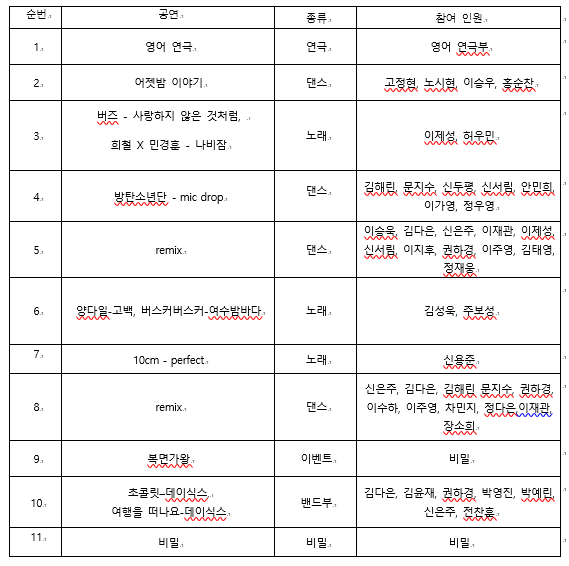 순번 공연 종류 참여 인원
1. 영어 연극 연극 영어 연극부
2 어젯밤 이야기 댄스 고정현, 노시현, 이승우, 홍순찬
3 버즈 - 사랑하지 않은 것처럼,
희철 X 민경훈 - 나비잠 노래 이제성, 허우민
4 방탄소년단 - mic drop 댄스 김해린, 문지수, 신두평, 신서림, 안민희,
이가영, 정우영
5 remix 댄스 이승욱, 김다은, 신은주, 이재관, 이제성,
신서림, 이지후, 권하경, 이주영, 김태영,
정재웅
6 양다일-고백, 버스커버스커-여수밤바다 노래 김성욱, 주보성
7 10cm - perfect 노래 신용준
8 remix 댄스 신은주, 김다은, 김해린 문지수, 권하경,
이수하, 이주영, 차민지, 정다은,이재관,
장소희
9 복면가왕 이벤트 비밀
10. 초콜릿–데이식스
여행을 떠나요-데이식스 밴드부 김다은, 김윤재, 권하경, 박영진, 박예린,
신은주, 전찬흠
11 비밀 비밀 비밀